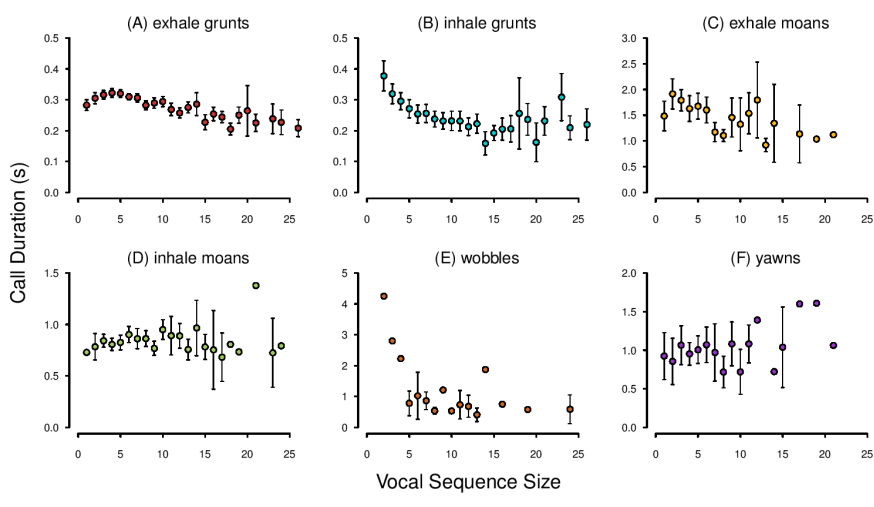 (A) exhale grunts
(B) inhale grunts
(C) exhale moans
0.5
0.4
0.3
0.2
0.1
0.0
0 5 10 15 20 25
0.5
0.4
0.3
0.2
0.1
0.0
0 5 10 15 20 25
3.0
2.5
2.0
1.5
1.0
0.5
0.0
0 5 10 15 20 25
Call Duration (s)
(D) inhale moans
(E) wobbles
(F) yawns
1.5
1.0
0.5
0.0
0 5 10 15 20 25
5
4
3
2
1
0
0 5 10 15 20 25
2.0
1.5
1.0
0.5
0.0
0 5 10 15 20 25
Vocal Sequence Size